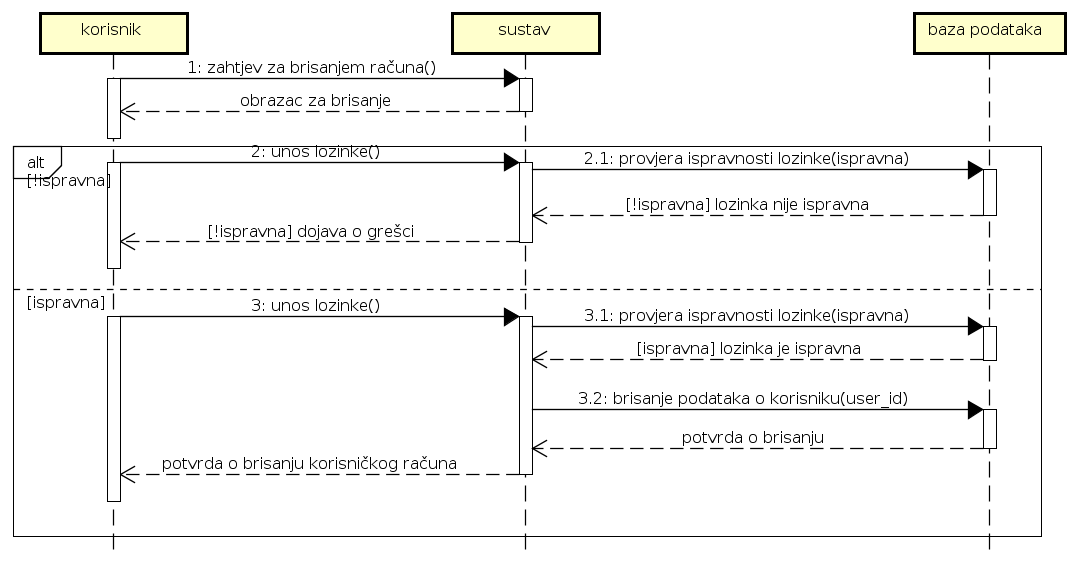 korisnik
sustav
baza podataka
1: zahtjev za brisanjem računa()
obrazac za brisanje
alt
[!ispravna]
2: unos lozinke()
2.1: provjera ispravnosti lozinke(ispravna)
[!ispravna] lozinka nije ispravna
[!ispravna] dojava o grešci
[ispravna]
3: unos lozinke()
3.1: provjera ispravnosti lozinke(ispravna)
[ispravna] lozinka je ispravna
3.2: brisanje podataka o korisniku(user_id)
potvrda o brisanju
potvrda o brisanju korisničkog računa